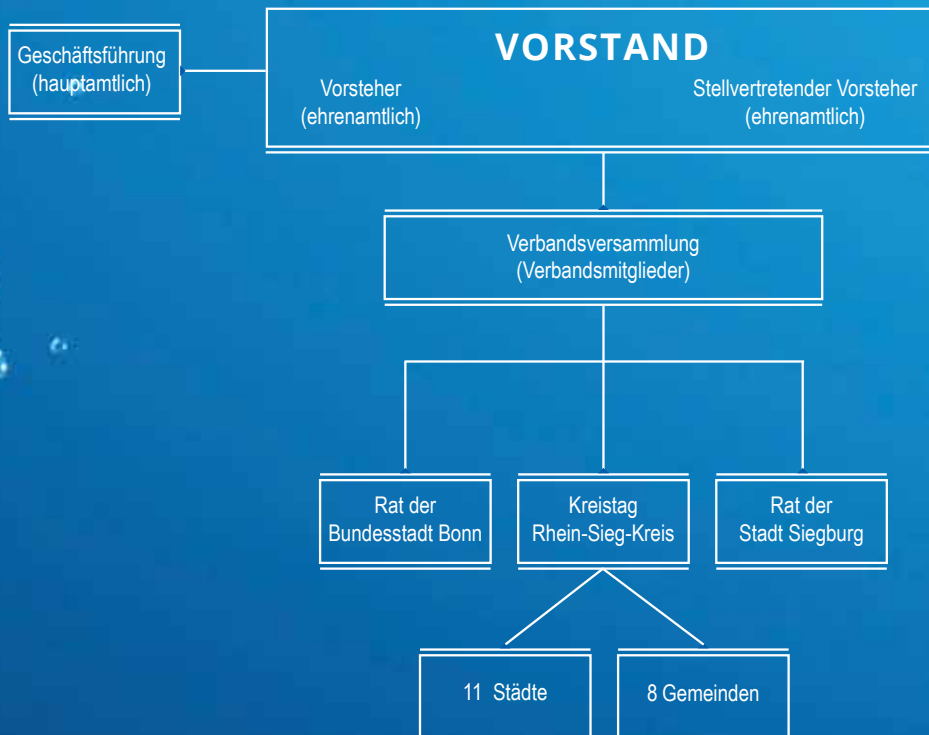 Geschäftsführung
(hauptamtlich)
VORSTAND
Vorsteher
(ehrenamtlich)
Stellvertretender Vorsteher
(ehrenamtlich)
Verbandsversammlung
(Verbandsmitglieder)
Rat der
Bundesstadt Bonn
Kreistag
Rhein-Sieg-Kreis
Rat der
Stadt Siegburg
11 Städte
8 Gemeinden